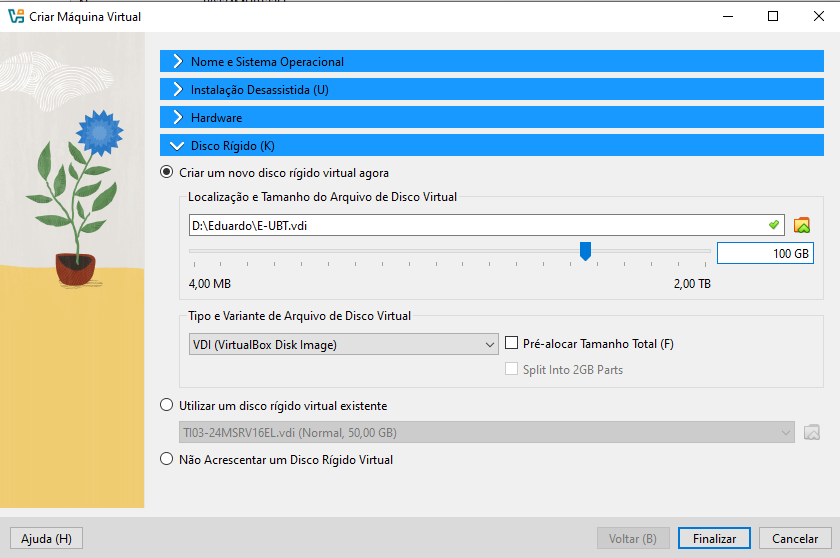 Criar Máquina Virtual
Nome e Sistema Operacional
Instalação Desassistida (U)
Hardware
Disco Rígido (K)
Criar um novo disco rígido virtual agora
Localização e Tamanho do Arquivo de Disco Virtual
D:\Eduardo\E-UBT.vdi
100 GB
4,00 MB 2,00 TB
Tipo e Variante de Arquivo de Disco Virtual
VDI (VirtualBox Disk Image) Pré-alocar Tamanho Total (F)
Split Into 2GB Parts
Utilizar um disco rígido virtual existente
TI03-24MSRV16EL.vdi (Normal, 50,00 GB)
Não Acrescentar um Disco Rígido Virtual
Ajuda (H) Voltar (B) Finalizar Cancelar